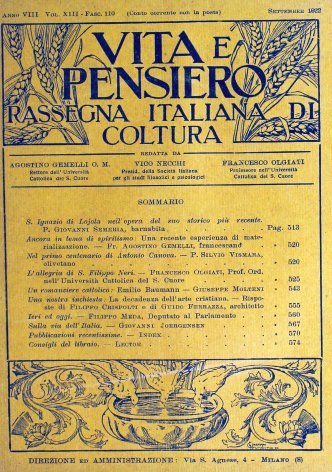 ANNO VIII VOL. XIII - FASC. 110 (Conto corrente con la posta) SETTEMBRE 1922
VITA E
PENSIERO
RASSEGNA ITALIANA DI
COLTURA
REDATTA DA
AGOSTINO GEMELLI O. M. VICO NECCHI FRANCESCO OLGIATI
Rettore dell'Università Presid. della Società italiana Professore nell'Università
Cattolica del S. Cuore per gli studi filosofici e psicologici Cattolica del S. Cuore
SOMMARIO
S. Ignazio di Lojola nell'opera del suo storico più recente.
P. GIOVANNI SEMERIA, barnabita Pag. 513
Ancora in tema di spiritismo: Una recente esperienza di mate-
rializzazione. — Fr. AGOSTINO GEMELLI, francescano 520
Nel primo centenario di Antonio Canova. — P. SILVIO VISMARA,
olivetano 520
L'allegria di S. Filippo Neri. — FRANCESCO OLGIATI, Prof. Ord.
nell'Università Cattolica del S. Cuore 525
Un romanziere cattolico: Emilio Baumann — GIUSEPPE MOLTENI 543
Una nostra inchiesta: La decadenza dell'arte cristiana. — Rispo-
ste di FILIPPO CRISPOLTI e di GUIDO FERRAZZA, architetto 555
Ieri ed oggi. — FILIPPO MEDA, Deputato al Parlamento 560
Sulla via dell'Italia. — GIOVANNI JOERGENSEN 567
Pubblicazioni recentissime. — INDEX 570
Consigli del libraio. — LECTOR 574
DIREZIONE ED AMMINISTRAZIONE: Via S. Agnese, 4 - MILANO (8)